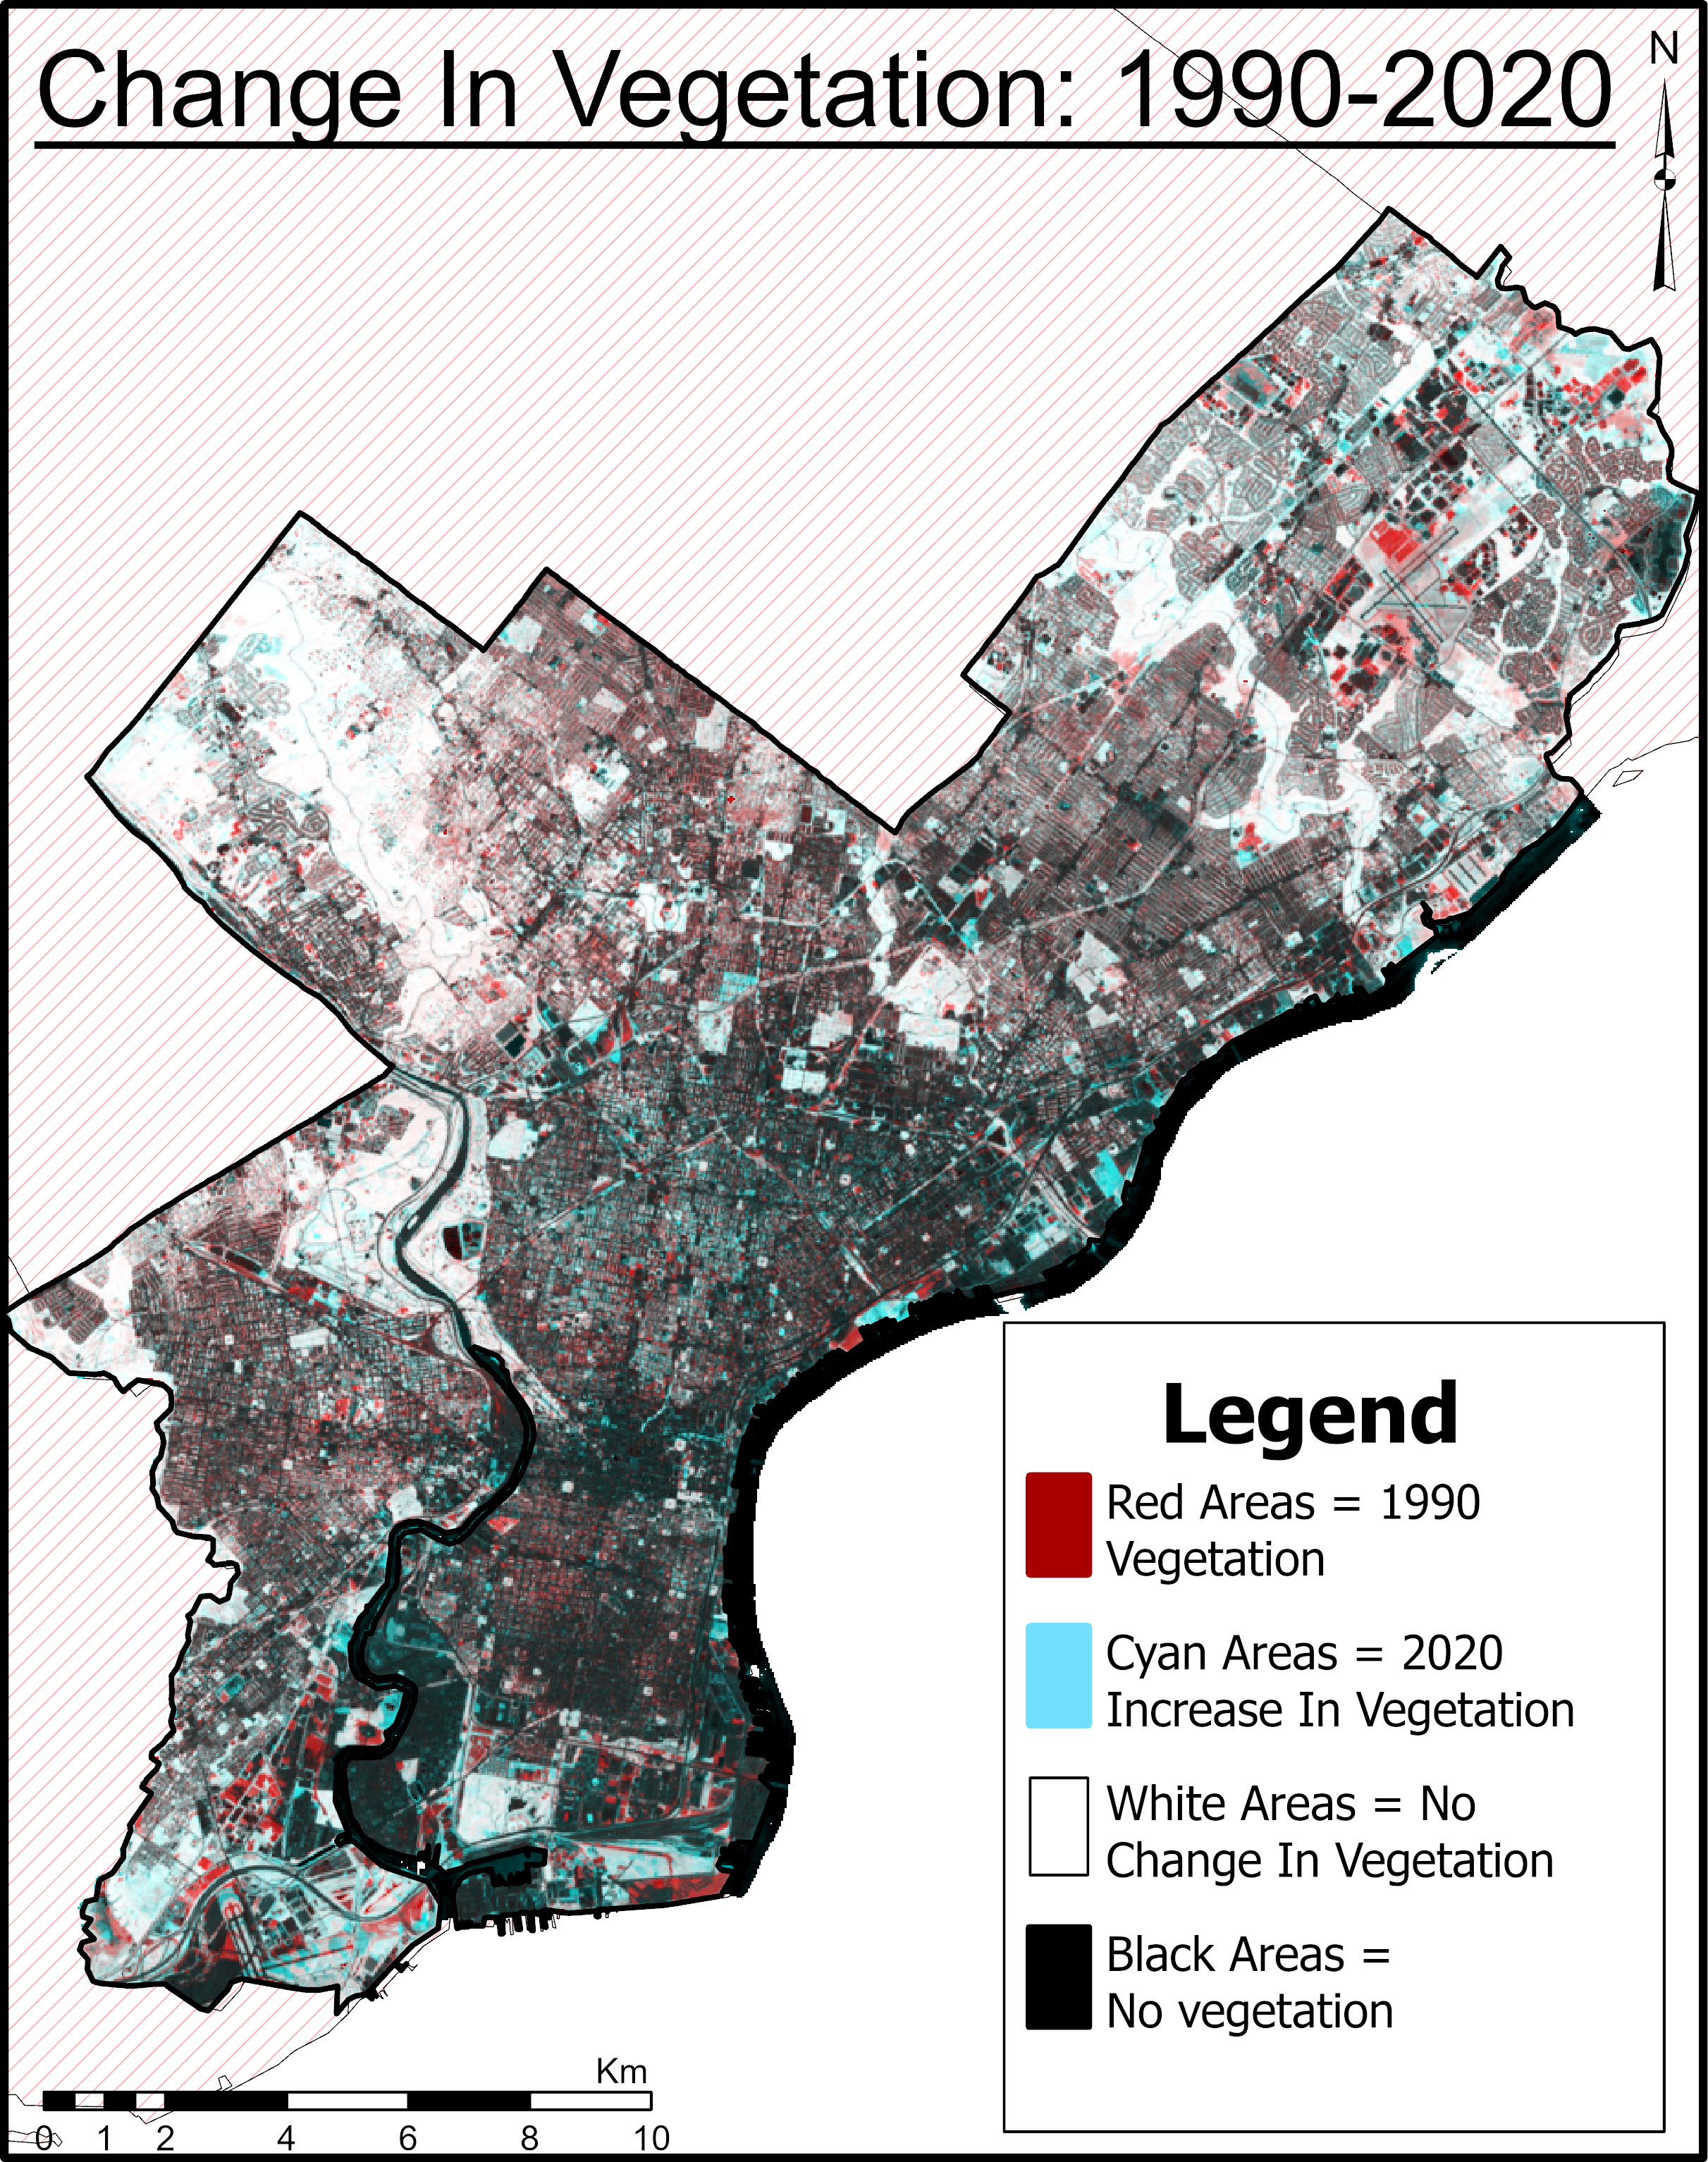 Change In Vegetation: 1990-2020
N
Legend
Red Areas = 1990
Vegetation
Cyan Areas = 2020
Increase In Vegetation
White Areas = No
Change In Vegetation
Black Areas =
No vegetation
Km
0 1 2 4 6 8 10